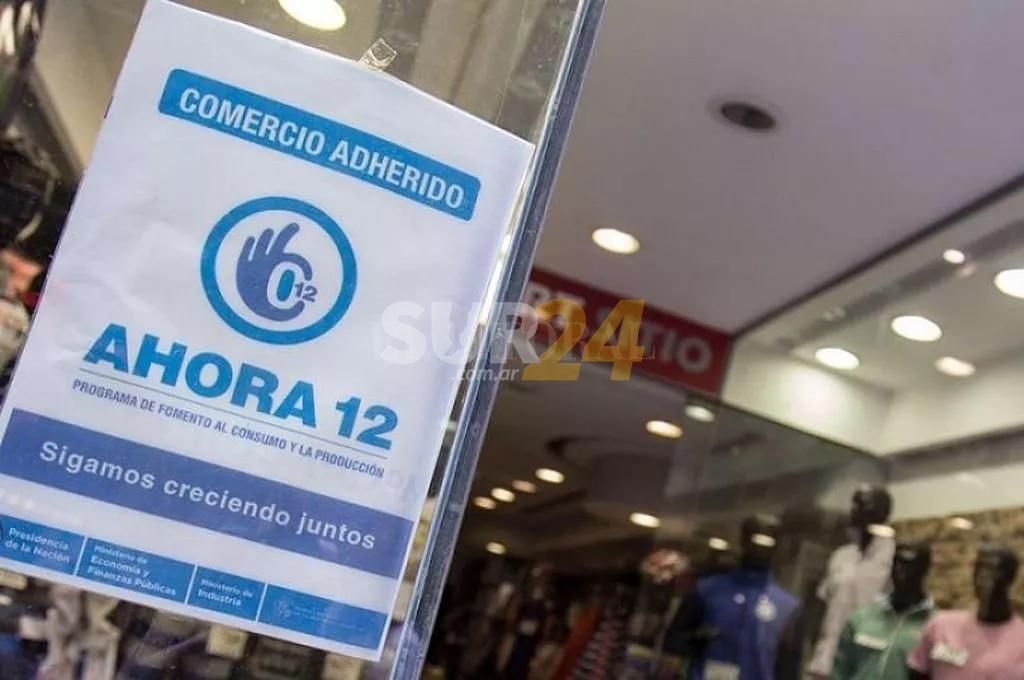 COMERCIO ADHERIDO
012
AHORA 12
PROGRAMA DE FOMENTO AL CONSUMO Y LA PRODUCCIÓN
Sigamos creciendo juntos
Presidencia
de la Nación
Ministerio de
Economía y
Finanzas Públicas
Ministerio de
Industria
SUR24
.com.ar